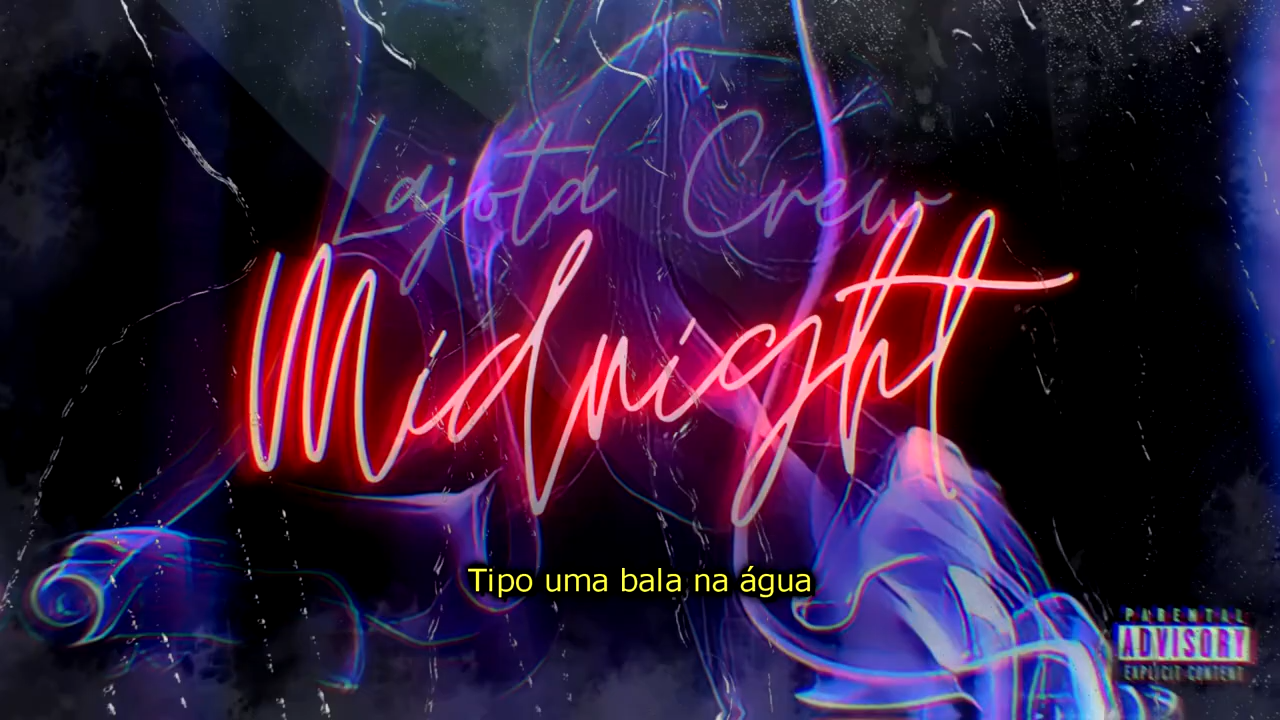 Lajota Crew
Midnight
Tipo uma bala na água
PARENTAL
ADVISORY
EXPLICIT CONTENT